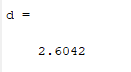 d =
2.6042